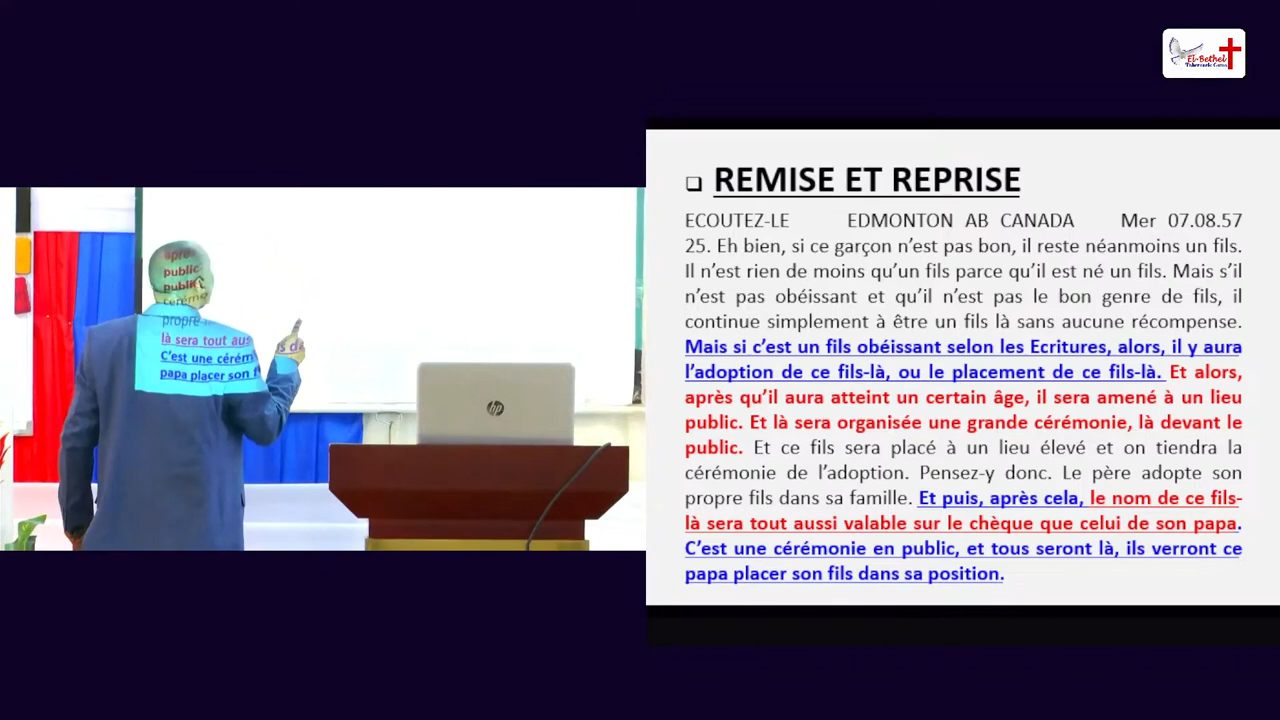 El-Bethel
REMISE ET REPRISE
ECOUTEZ-LE EDMONTON AB CANADA Mer 07.08.57
25. Eh bien, si ce garçon n’est pas bon, il reste néanmoins un fils.
Il n’est rien de moins qu’un fils parce qu’il est né un fils. Mais s’il
n’est pas obéissant et qu’il n’est pas le bon genre de fils, il
continue simplement à être un fils là sans aucune récompense.
Mais si c’est un fils obéissant selon les Ecritures, alors, il y aura
l’adoption de ce fils-là, ou le placement de ce fils-là. Et alors,
après qu’il aura atteint un certain âge, il sera amené à un lieu
public. Et là sera organisée une grande cérémonie, là devant le
public. Et ce fils sera placé à un lieu élevé et on tiendra la
cérémonie de l’adoption. Pensez-y donc. Le père adopte son
propre fils dans sa famille. Et puis, après cela, le nom de ce fils-
là sera tout aussi valable sur le chèque que celui de son papa.
C’est une cérémonie en public, et tous seront là, ils verront ce
papa placer son fils dans sa position.
public
public
propre
là sera tout aus
C’est une cérém
papa placer son
hp